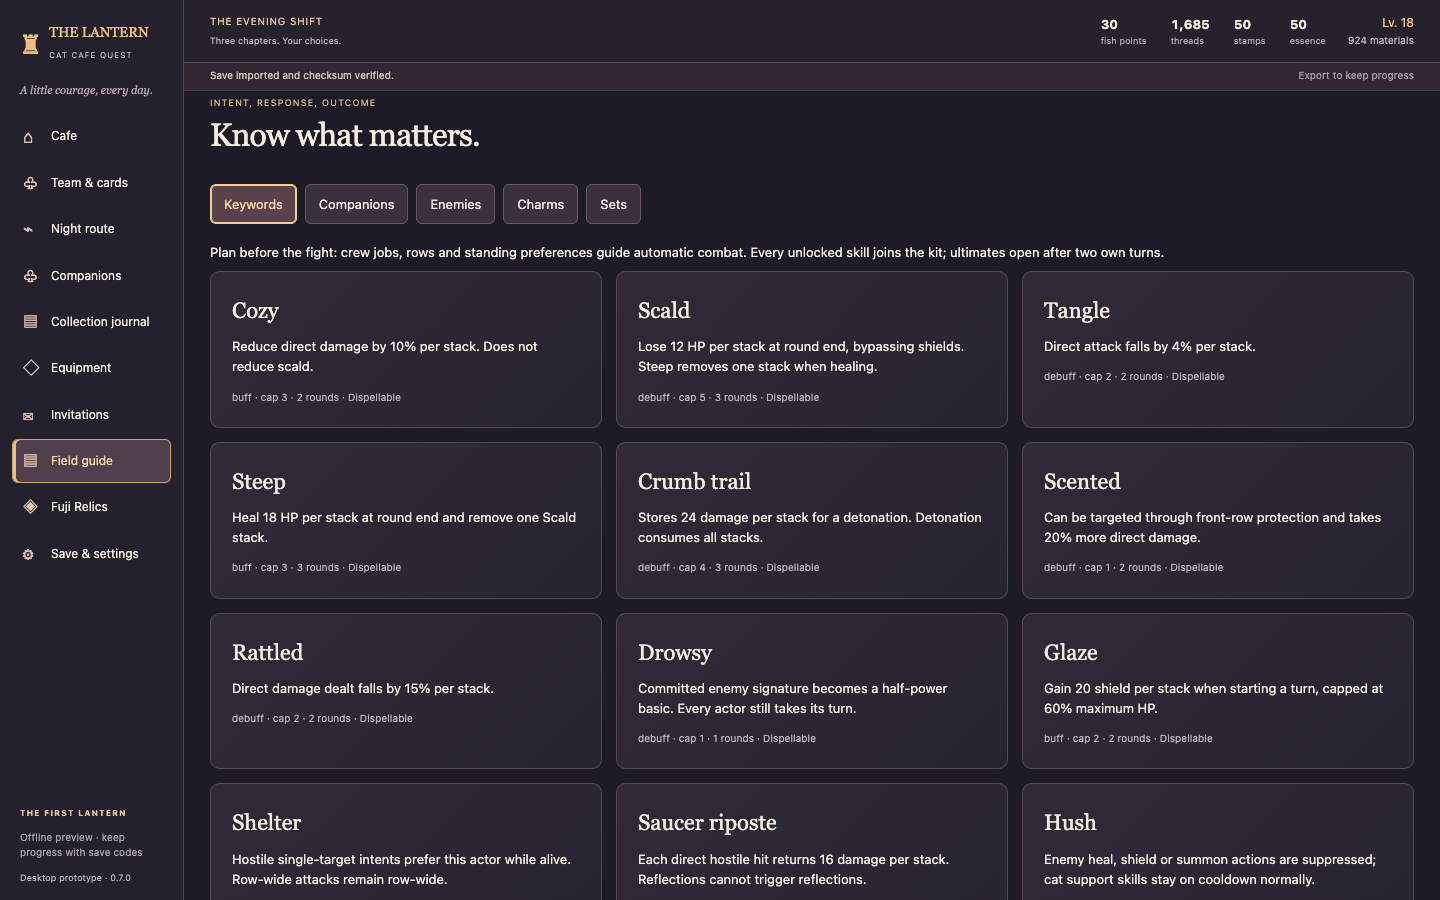 THE LANTERN
CAT CAFE QUEST
A little courage, every day.
Cafe
Team & cards
Night route
Companions
Collection journal
Equipment
Invitations
Field guide
Fuji Relics
Save & settings
THE FIRST LANTERN
Offline preview · keep
progress with save codes
Desktop prototype · 0.7.0
THE EVENING SHIFT
Three chapters. Your choices.
30
fish points
1,685
threads
50
stamps
50
essence
Lv. 18
924 materials
Save imported and checksum verified.
Export to keep progress
INTENT, RESPONSE, OUTCOME
Know what matters.
Keywords
Companions
Enemies
Charms
Sets
Plan before the fight: crew jobs, rows and standing preferences guide automatic combat. Every unlocked skill joins the kit; ultimates open after two own turns.
Cozy
Reduce direct damage by 10% per stack. Does not
reduce scald.
buff · cap 3 · 2 rounds · Dispellable
Scald
Lose 12 HP per stack at round end, bypassing shields.
Steep removes one stack when healing.
debuff · cap 5 · 3 rounds · Dispellable
Tangle
Direct attack falls by 4% per stack.
debuff · cap 2 · 2 rounds · Dispellable
Steep
Heal 18 HP per stack at round end and remove one Scald
stack.
buff · cap 3 · 3 rounds · Dispellable
Crumb trail
Stores 24 damage per stack for a detonation. Detonation
consumes all stacks.
debuff · cap 4 · 3 rounds · Dispellable
Scented
Can be targeted through front-row protection and takes
20% more direct damage.
debuff · cap 1 · 2 rounds · Dispellable
Rattled
Direct damage dealt falls by 15% per stack.
debuff · cap 2 · 2 rounds · Dispellable
Drowsy
Committed enemy signature becomes a half-power
basic. Every actor still takes its turn.
debuff · cap 1 · 1 rounds · Dispellable
Glaze
Gain 20 shield per stack when starting a turn, capped at
60% maximum HP.
buff · cap 2 · 2 rounds · Dispellable
Shelter
Hostile single-target intents prefer this actor while alive.
Row-wide attacks remain row-wide.
Saucer riposte
Each direct hostile hit returns 16 damage per stack.
Reflections cannot trigger reflections.
Hush
Enemy heal, shield or summon actions are suppressed;
cat support skills stay on cooldown normally.